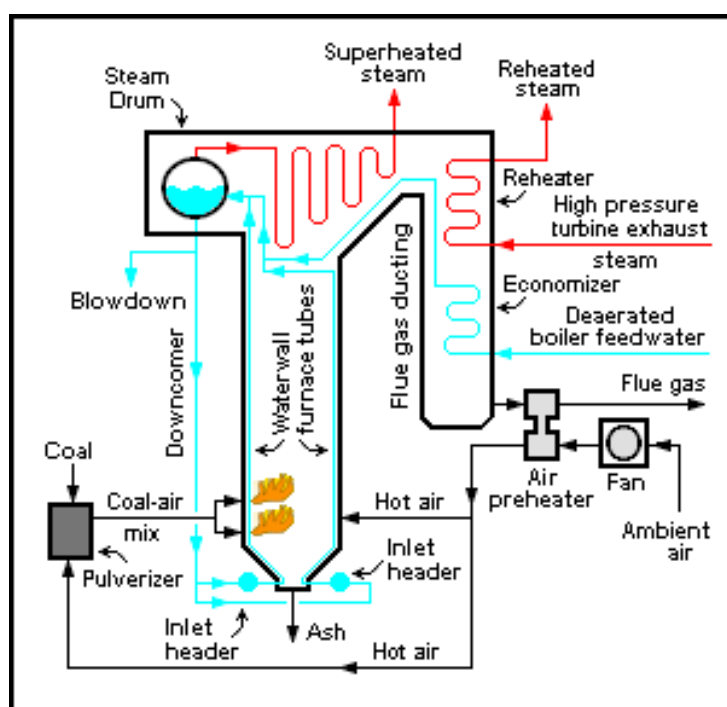 Superheated
steam
Reheated
steam
Steam
Drum
Reheater
High pressure
turbine exhaust
steam
Economizer
Deaerated
boiler feedwater
Flue gas ducting
Blowdown
Downcomer
Waterwall
furnace tubes
Flue gas
Coal
Coal-air
mix
Hot air
Air
preheater
Fan
Ambient
air
Pulverizer
Inlet
header
Inlet
header
Ash
Hot air